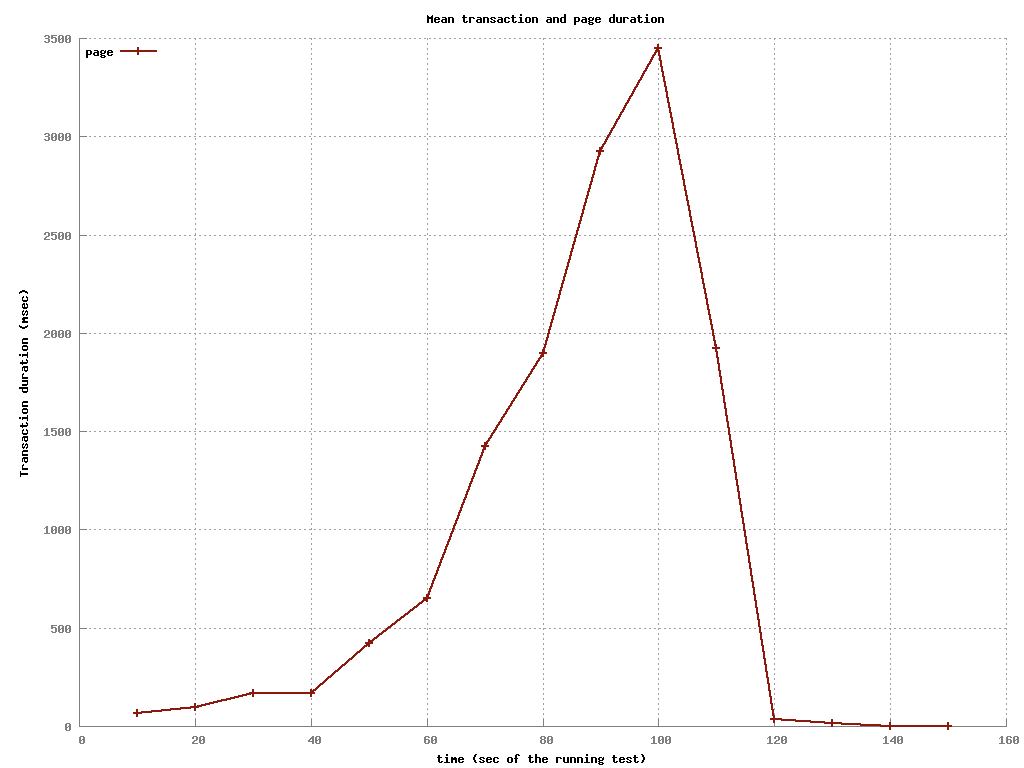 Mean transaction and page duration
page
3500
3000
2500
2000
1500
1000
500
0
Transaction duration (msec)
0 20 40 60 80 100 120 140 160
time (sec of the running test)